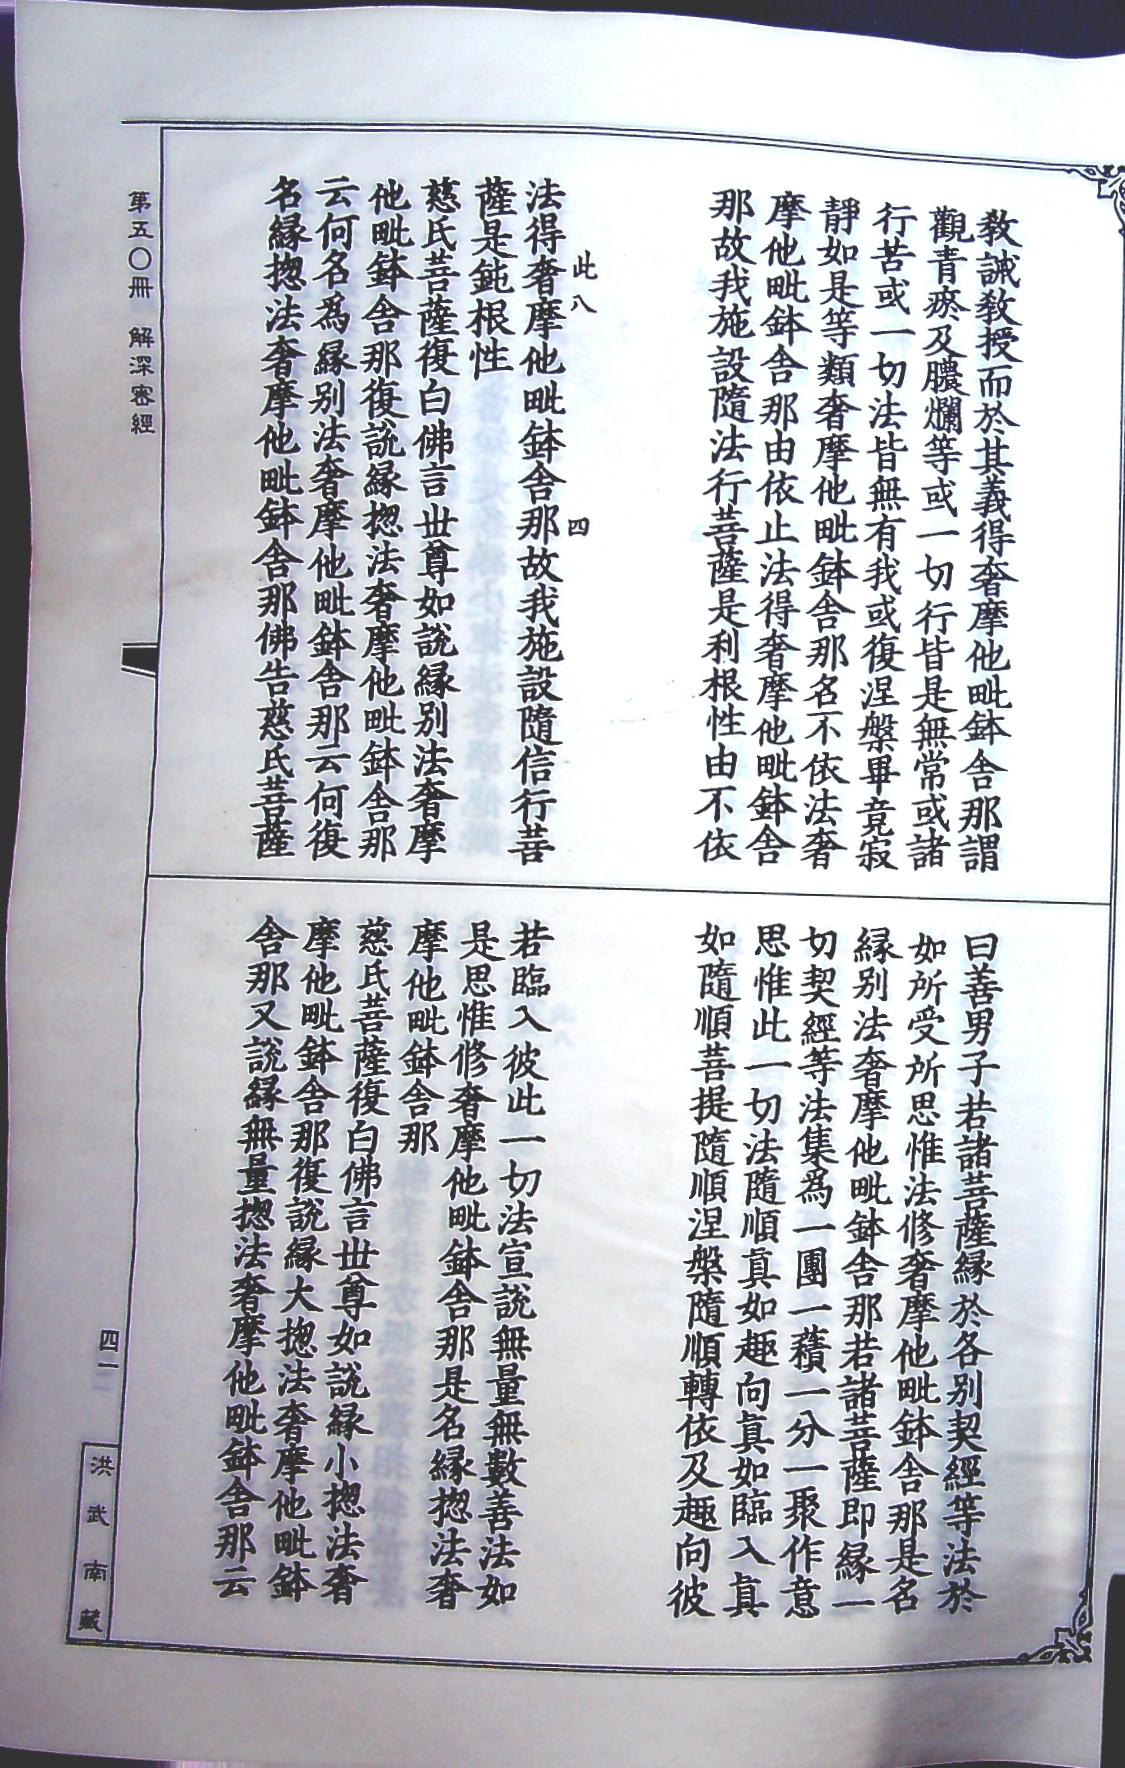 教誡教授而於其義得奢摩他毗鉢舍那謂
觀青瘀及膿爛等或一切行皆是無常或諸
行苦或一切法皆無有我或復涅槃畢竟寂
靜如是等類奢摩他毗鉢舍那名不依法奢
摩他毗鉢舍那由依止法得奢摩他毗鉢舍
那故我施設隨法行菩薩是利根性由不依
此八 四
法得奢摩他毗鉢舍那故我施設隨信行菩
薩是鈍根性
慈氏菩薩復白佛言世尊如說緣别法奢摩
他毗鉢舍那復說緣揔法奢摩他毗鉢舍那
云何名為緣别法奢摩他毗鉢舍那云何復
名緣揔法奢摩他毗鉢舍那佛告慈氏菩薩
曰善男子若諸菩薩緣於各别契經等法於
如所受所思惟法修奢摩他毗鉢舍那是名
緣别法奢摩他毗鉢舍那若諸菩薩即緣一
切契經等法集為一團一積一分一聚作意
思惟此一切法隨順真如趣向真如臨入真
如隨順菩提隨順涅槃隨順轉依及趣向彼
若臨入彼此一切法宣說無量無數善法如
是思惟修奢摩他毗鉢舍那是名緣揔法奢
摩他毗鉢舍那
慈氏菩薩復白佛言世尊如說緣小揔法奢
摩他毗鉢舍那復說緣大揔法奢摩他毗鉢
舍那又說緣無量揔法奢摩他毗鉢舍那云
第五〇冊 解深密經
四一
洪武南藏